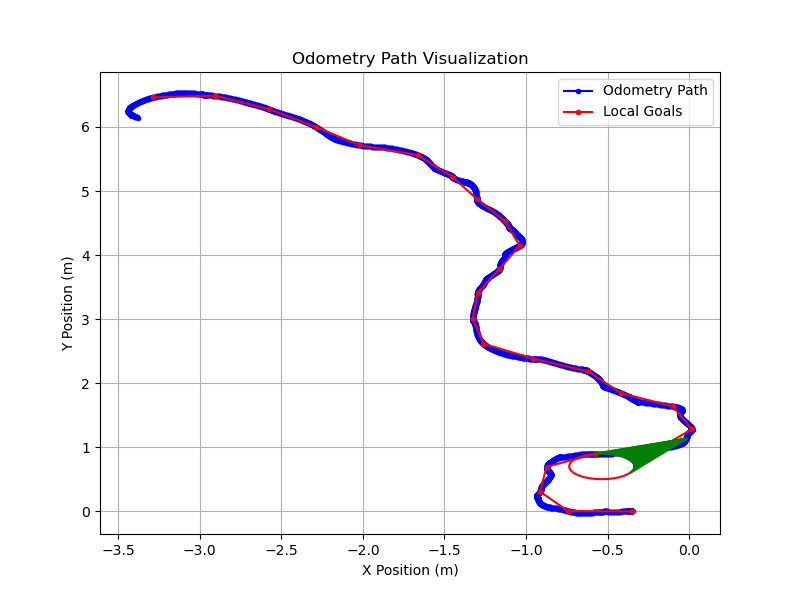 Odometry Path Visualization
Odometry Path
Local Goals
Y Position (m)
6
5
4
3
2
1
0
−3.5 −3.0 −2.5 −2.0 −1.5 −1.0 −0.5 0.0
X Position (m)